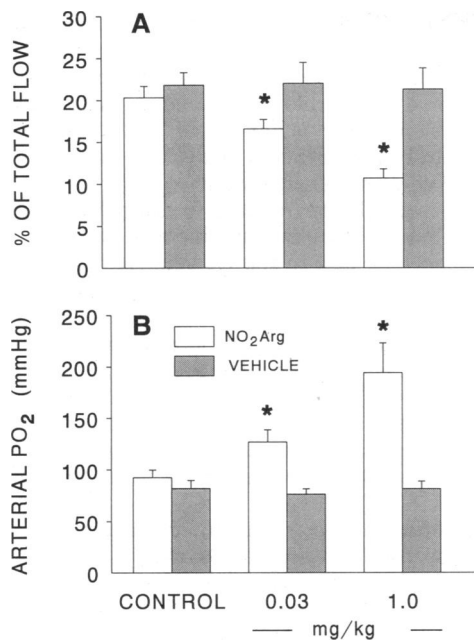 A
% OF TOTAL FLOW
30
25
20
15
10
5
0
*
*
B
ARTERIAL PO2 (mmHg)
250
200
150
100
50
0
NO2Arg
VEHICLE
*
*
CONTROL 0.03 1.0
mg/kg